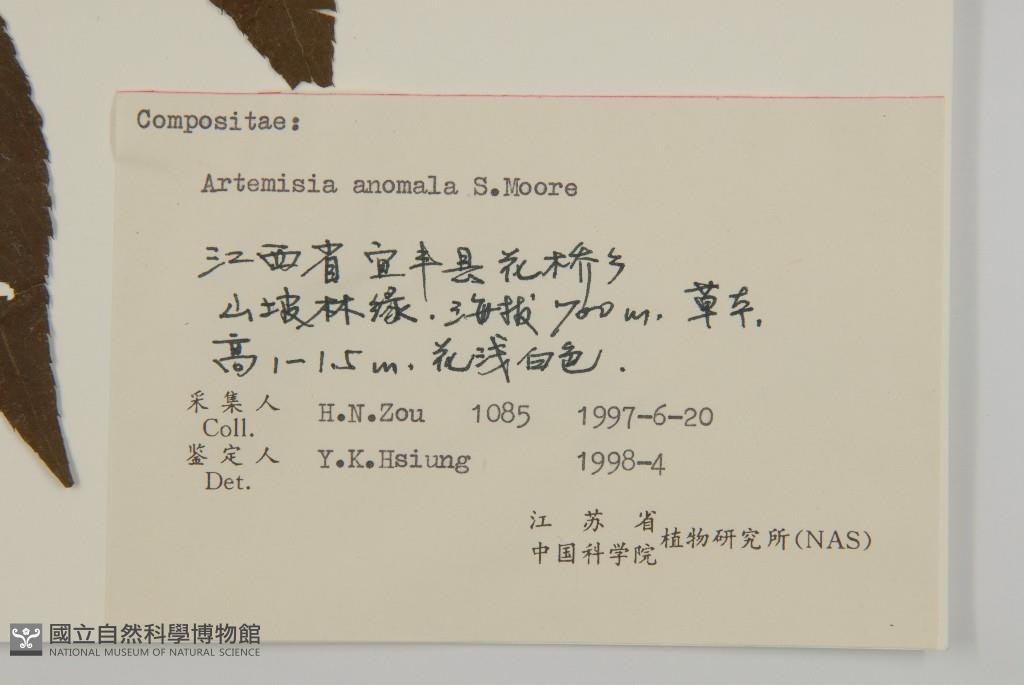 Compositae:
Artemisia anomala S.Moore
江西省宜丰县花桥乡
山坡林缘.海拔700m.草本.
高1-1.5m.花浅白色.
采集人 H.N.Zou 1085 1997-6-20
Coll.
鉴定人 Y.K.Hsiung 1998-4
Det.
江苏省
中国科学院植物研究所(NAS)
國立自然科學博物館
NATIONAL MUSEUM OF NATURAL SCIENCE